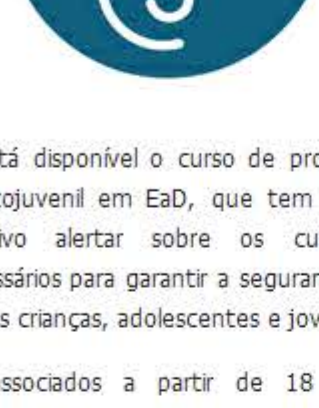 tá disponível o curso de pro
ojuvenil em EaD, que tem
ivo alertar sobre os cu
ssários para garantir a seguran
s crianças, adolescentes e jov
ssociados a partir de 18